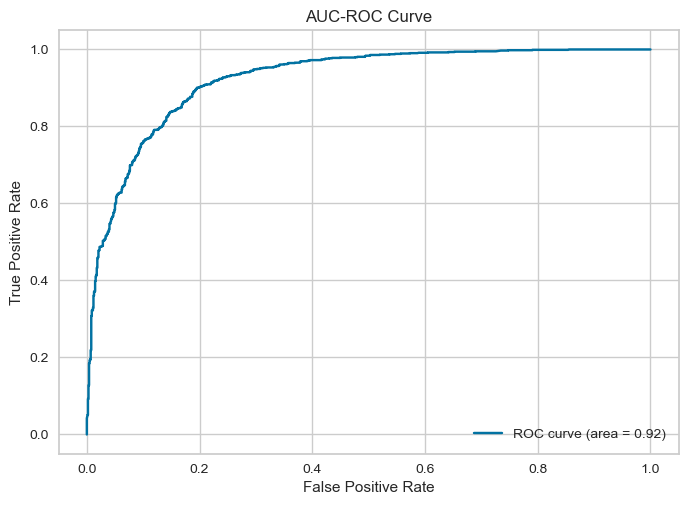 AUC-ROC Curve
True Positive Rate
1.0
0.8
0.6
0.4
0.2
0.0
ROC curve (area = 0.92)
0.0 0.2 0.4 0.6 0.8 1.0
False Positive Rate